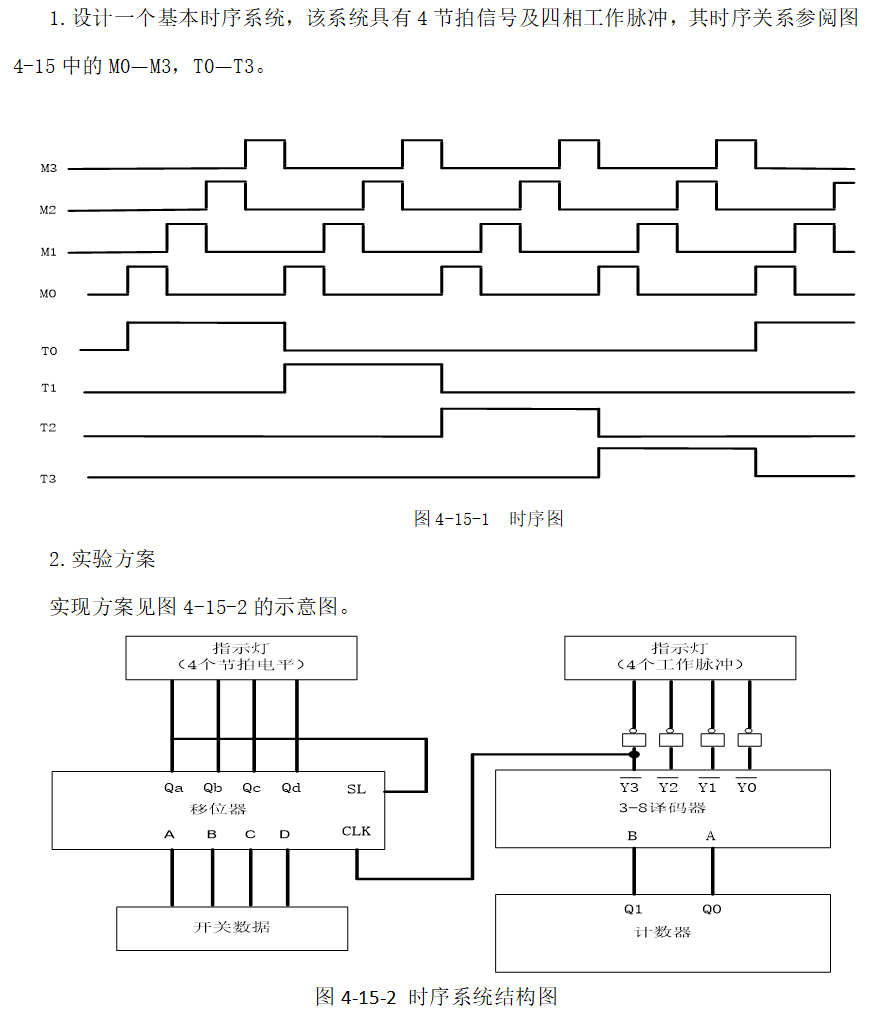 1.设计一个基本时序系统，该系统具有 4 节拍信号及四相工作脉冲，其时序关系参阅图
4-15 中的 M0—M3，T0—T3。
M3
M2
M1
M0
T0
T1
T2
T3
图4-15-1 时序图
2.实验方案
实现方案见图 4-15-2 的示意图。
指示灯
（4个节拍电平）
指示灯
（4个工作脉冲）
Qa Qb Qc Qd SL
移位器
A B C D CLK
开关数据
Y3 Y2 Y1 Y0
3-8译码器
B A
Q1 Q0
计数器
图 4-15-2 时序系统结构图